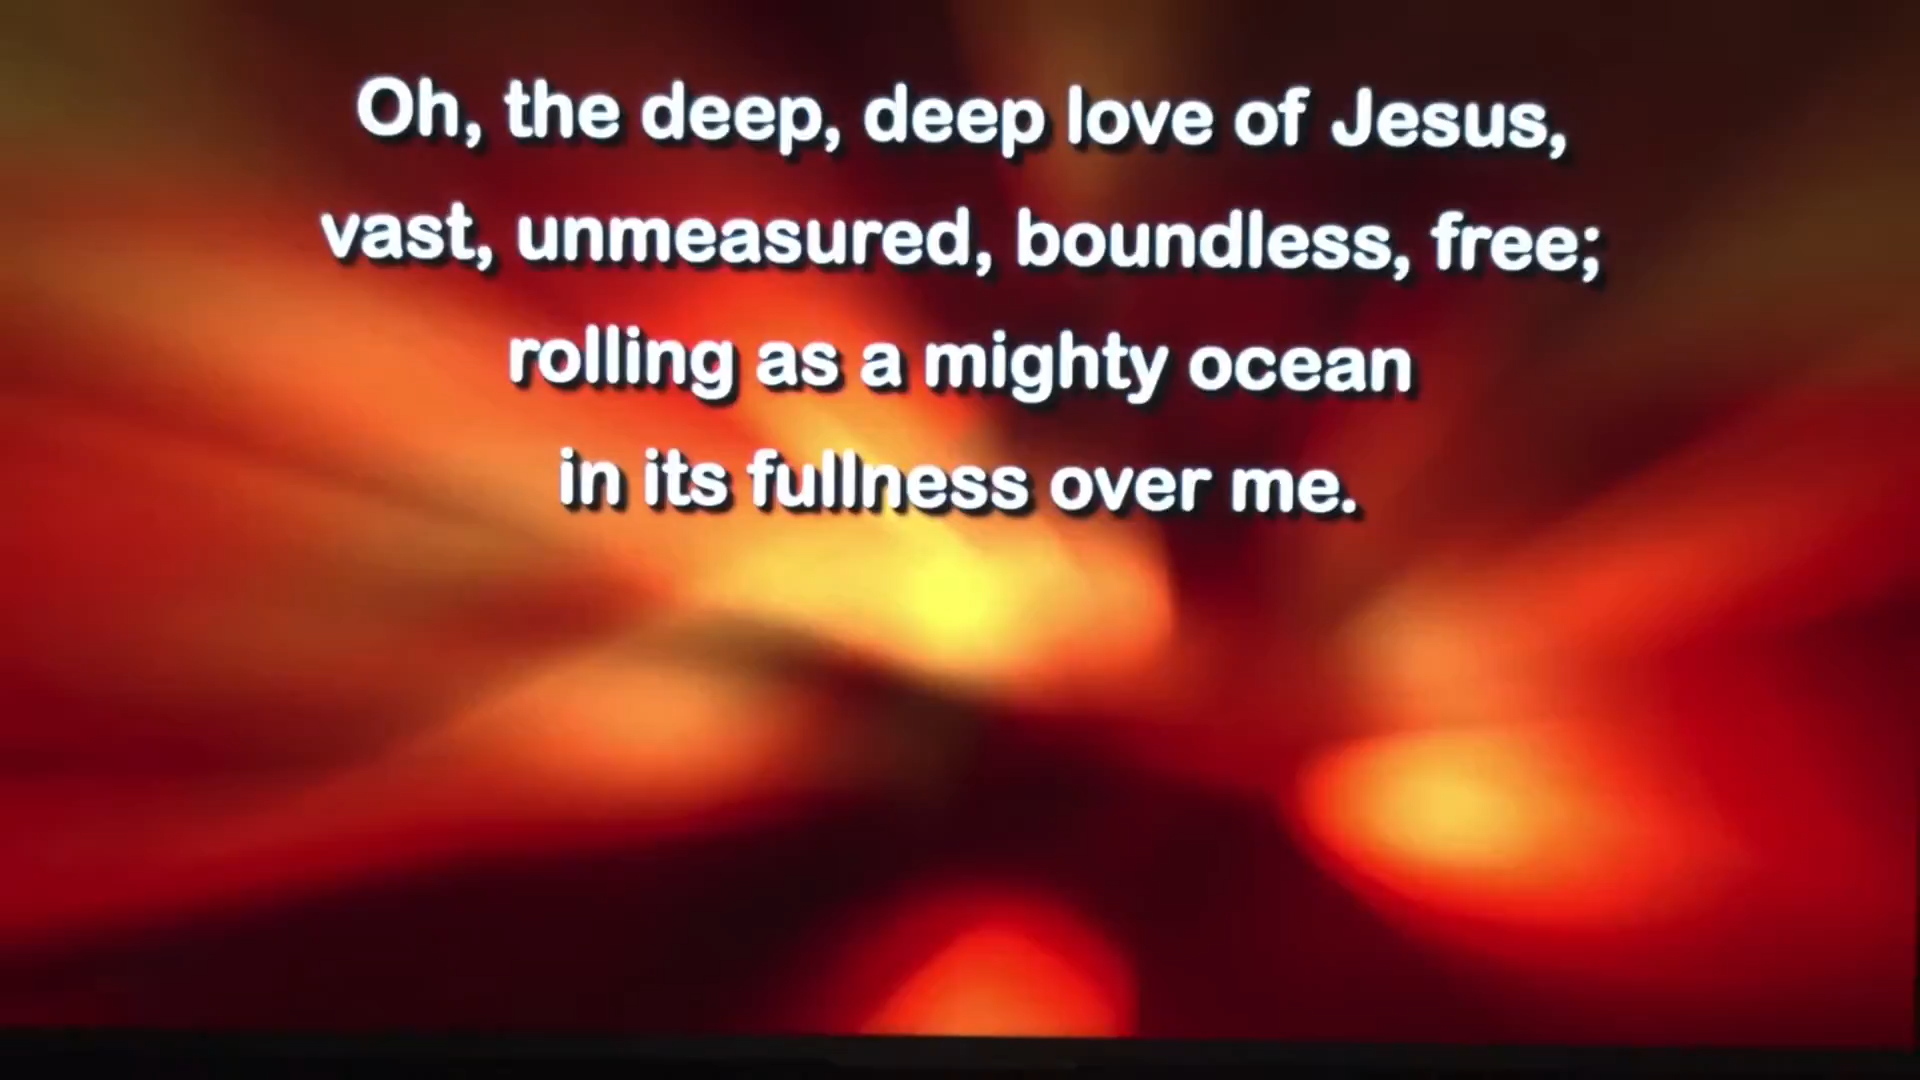 Oh, the deep, deep love of Jesus,
vast, unmeasured, boundless, free;
rolling as a mighty ocean
in its fullness over me.